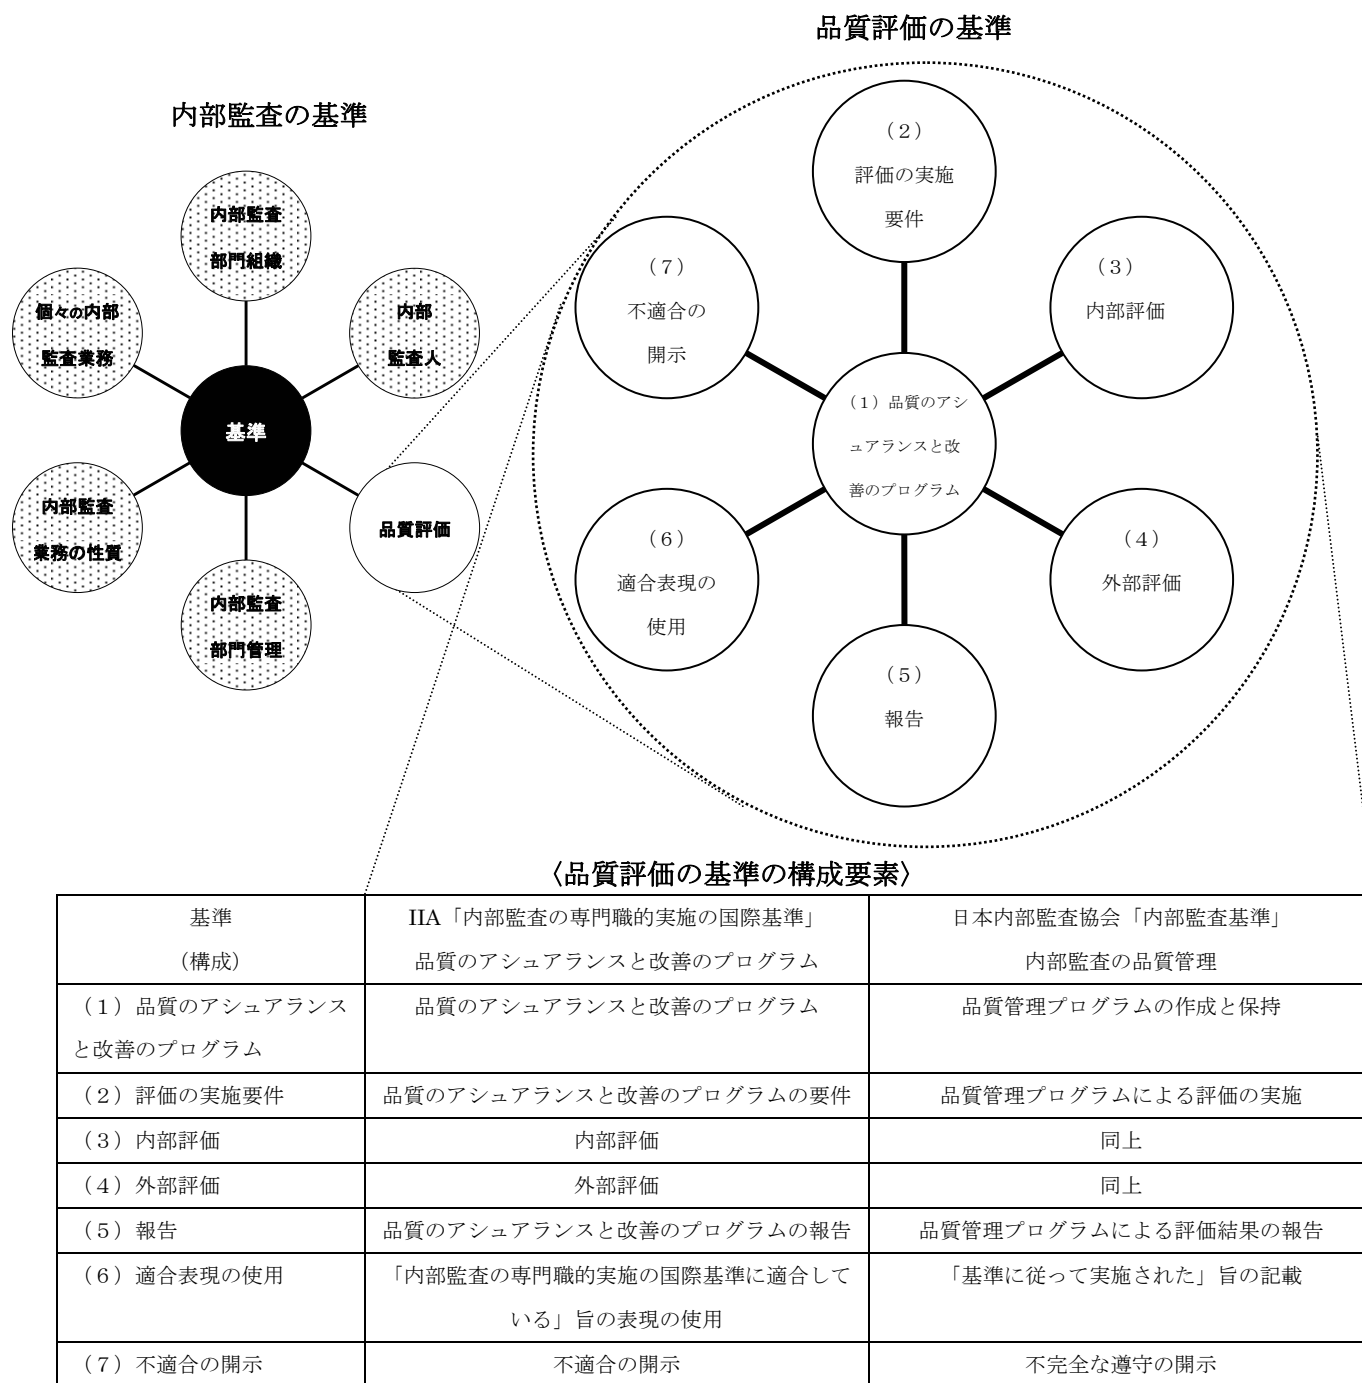 品質評価の基準
内部監査の基準
内部監査
部門組織
個々の内部
監査業務
内部
監査人
基準
内部監査
業務の性質
品質評価
内部監査
部門管理
(2)
評価の実施
要件
(7)
不適合の
開示
(3)
内部評価
(1)品質のアシ
ュアランスと改
善のプログラム
(6)
適合表現の
使用
(4)
外部評価
(5)
報告
〈品質評価の基準の構成要素〉
基準
(構成)
IIA「内部監査の専門職的実施の国際基準」
品質のアシュアランスと改善のプログラム
日本内部監査協会「内部監査基準」
内部監査の品質管理
(1)品質のアシュアランス
と改善のプログラム
品質のアシュアランスと改善のプログラム
品質管理プログラムの作成と保持
(2)評価の実施要件
品質のアシュアランスと改善のプログラムの要件
品質管理プログラムによる評価の実施
(3)内部評価
内部評価
同上
(4)外部評価
外部評価
同上
(5)報告
品質のアシュアランスと改善のプログラムの報告
品質管理プログラムによる評価結果の報告
(6)適合表現の使用
「内部監査の専門職的実施の国際基準に適合して
いる」旨の表現の使用
「基準に従って実施された」旨の記載
(7)不適合の開示
不適合の開示
不完全な遵守の開示